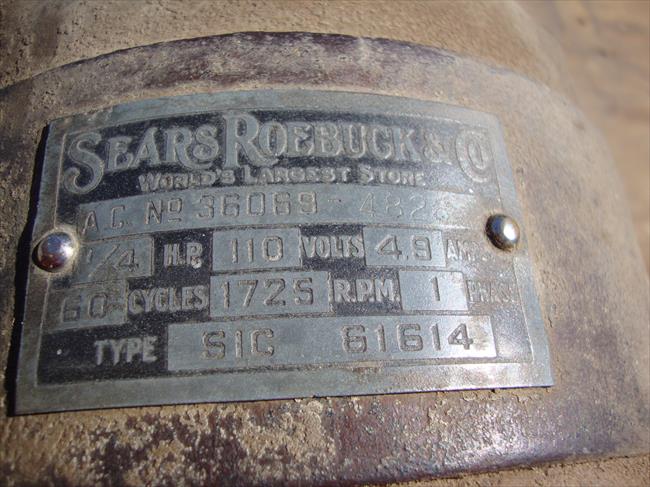 SEARS ROEBUCK & CO
WORLD'S LARGEST STORE
A.C. No 36069-482
1/4 H.P. 110 VOLTS 4.9
60 CYCLES 1725 R.P.M. 1 PHASE
TYPE SIC 61614